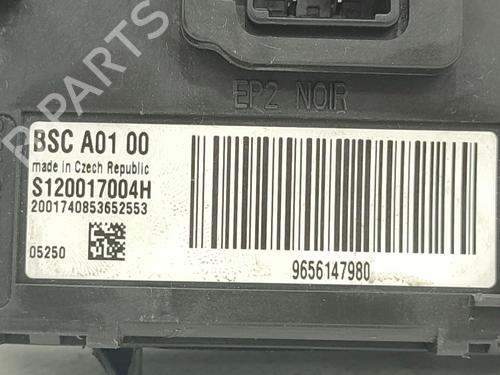 B-PARTS
EP2 NOIR
BSC A01 00
made in Czech Republic
S120017004H
2001740853652553
05250
9656147980